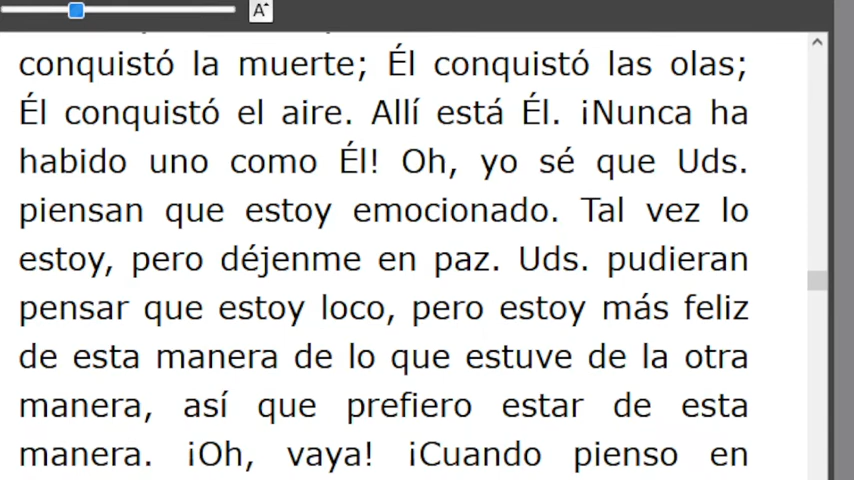 A
conquistó la muerte; Él conquistó las olas;
Él conquistó el aire. Allí está Él. ¡Nunca ha
habido uno como Él! Oh, yo sé que Uds.
piensan que estoy emocionado. Tal vez lo
estoy, pero déjenme en paz. Uds. pudieran
pensar que estoy loco, pero estoy más feliz
de esta manera de lo que estuve de la otra
manera, así que prefiero estar de esta
manera. ¡Oh, vaya! ¡Cuando pienso en